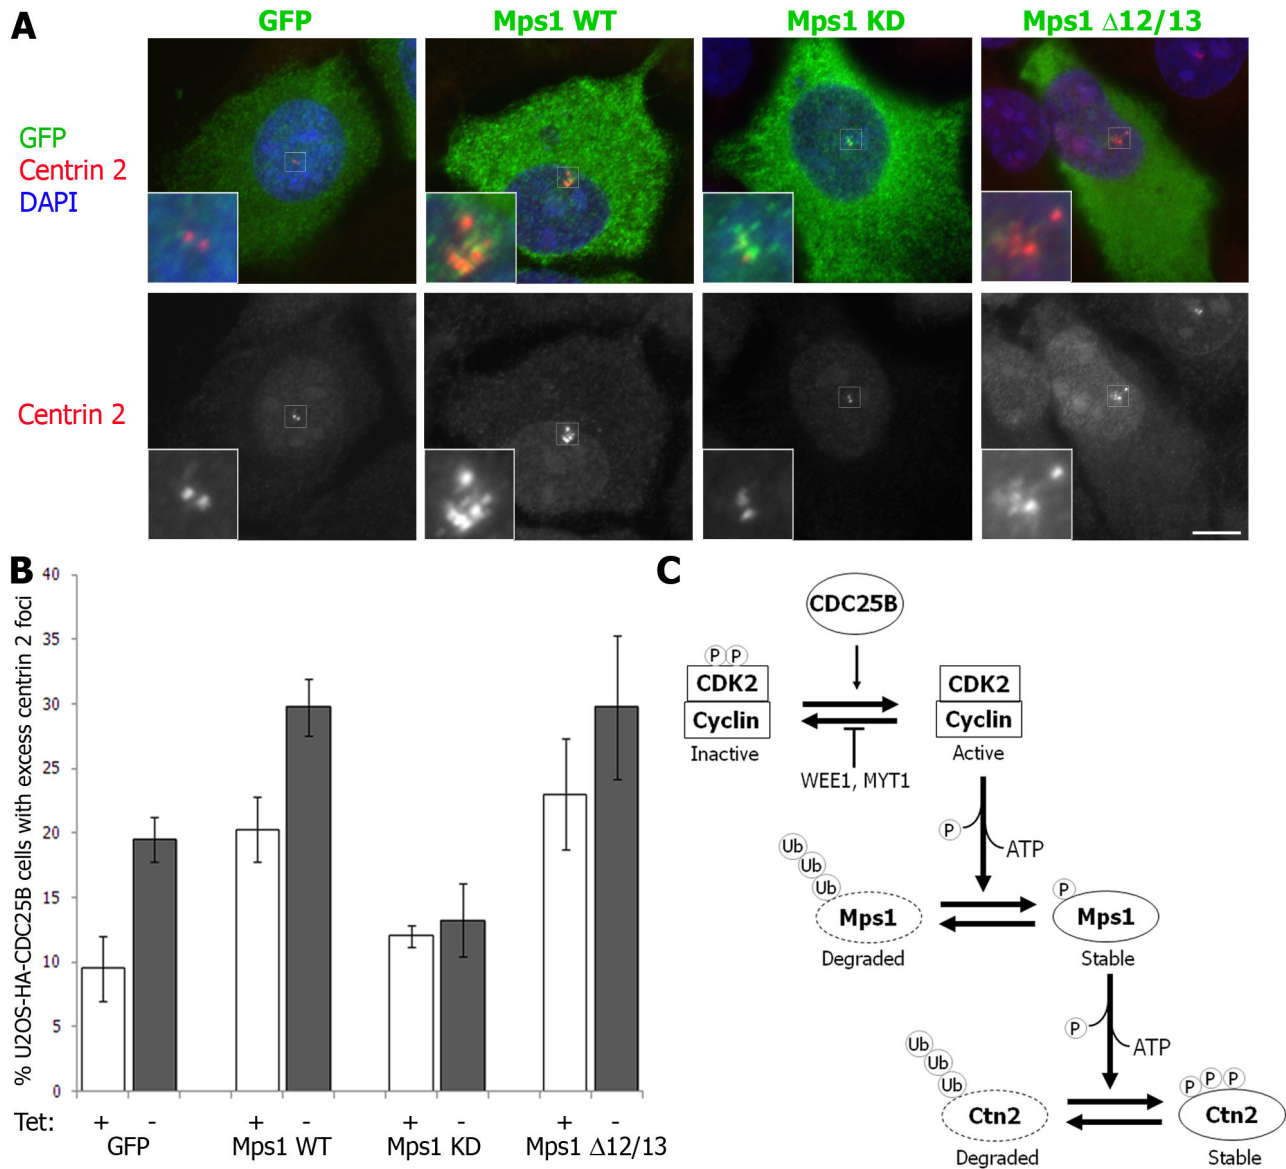 A
GFP
Mps1 WT
Mps1 KD
Mps1 Δ12/13
GFP
Centrin 2
DAPI
Centrin 2
B
% U2OS-HA-CDC25B cells with excess centrin 2 foci
40
35
30
25
20
15
10
5
0
Tet: + - + - + - + -
GFP Mps1 WT Mps1 KD Mps1 Δ12/13
C
CDC25B
P P
CDK2
Cyclin
Inactive
CDK2
Cyclin
Active
WEE1, MYT1
P
ATP
Ub
Ub
Ub
Mps1
Degraded
P
Mps1
Stable
P
ATP
Ub
Ub
Ub
Ctn2
Degraded
P P P
Ctn2
Stable